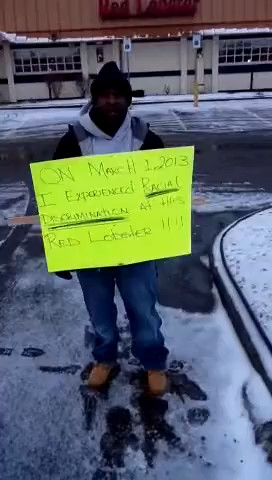 Red Lobster
ON MARCH 1, 2013
I EXPERIENCED RACIAL
DISCRIMINATION AT THIS
RED LOBSTER !!!!